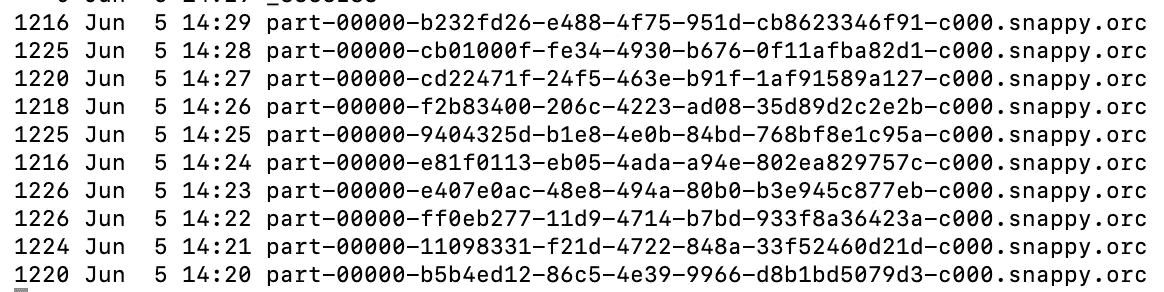 1216 Jun  5 14:29 part-00000-b232fd26-e488-4f75-951d-cb8623346f91-c000.snappy.orc
1225 Jun  5 14:28 part-00000-cb01000f-fe34-4930-b676-0f11afba82d1-c000.snappy.orc
1220 Jun  5 14:27 part-00000-cd22471f-24f5-463e-b91f-1af91589a127-c000.snappy.orc
1218 Jun  5 14:26 part-00000-f2b83400-206c-4223-ad08-35d89d2c2e2b-c000.snappy.orc
1225 Jun  5 14:25 part-00000-9404325d-b1e8-4e0b-84bd-768bf8e1c95a-c000.snappy.orc
1216 Jun  5 14:24 part-00000-e81f0113-eb05-4ada-a94e-802ea829757c-c000.snappy.orc
1226 Jun  5 14:23 part-00000-e407e0ac-48e8-494a-80b0-b3e945c877eb-c000.snappy.orc
1226 Jun  5 14:22 part-00000-ff0eb277-11d9-4714-b7bd-933f8a36423a-c000.snappy.orc
1224 Jun  5 14:21 part-00000-11098331-f21d-4722-848a-33f52460d21d-c000.snappy.orc
1220 Jun  5 14:20 part-00000-b5b4ed12-86c5-4e39-9966-d8b1bd5079d3-c000.snappy.orc